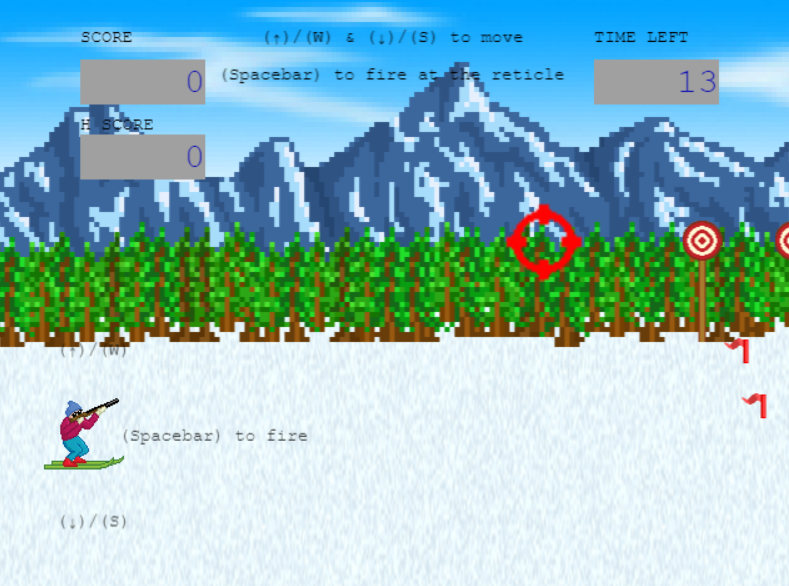 SCORE
(↑)/(W) & (↓)/(S) to move
TIME LEFT
0
(Spacebar) to fire at the reticle
13
H SCORE
0
(↑)/(W)
(Spacebar) to fire
(↓)/(S)